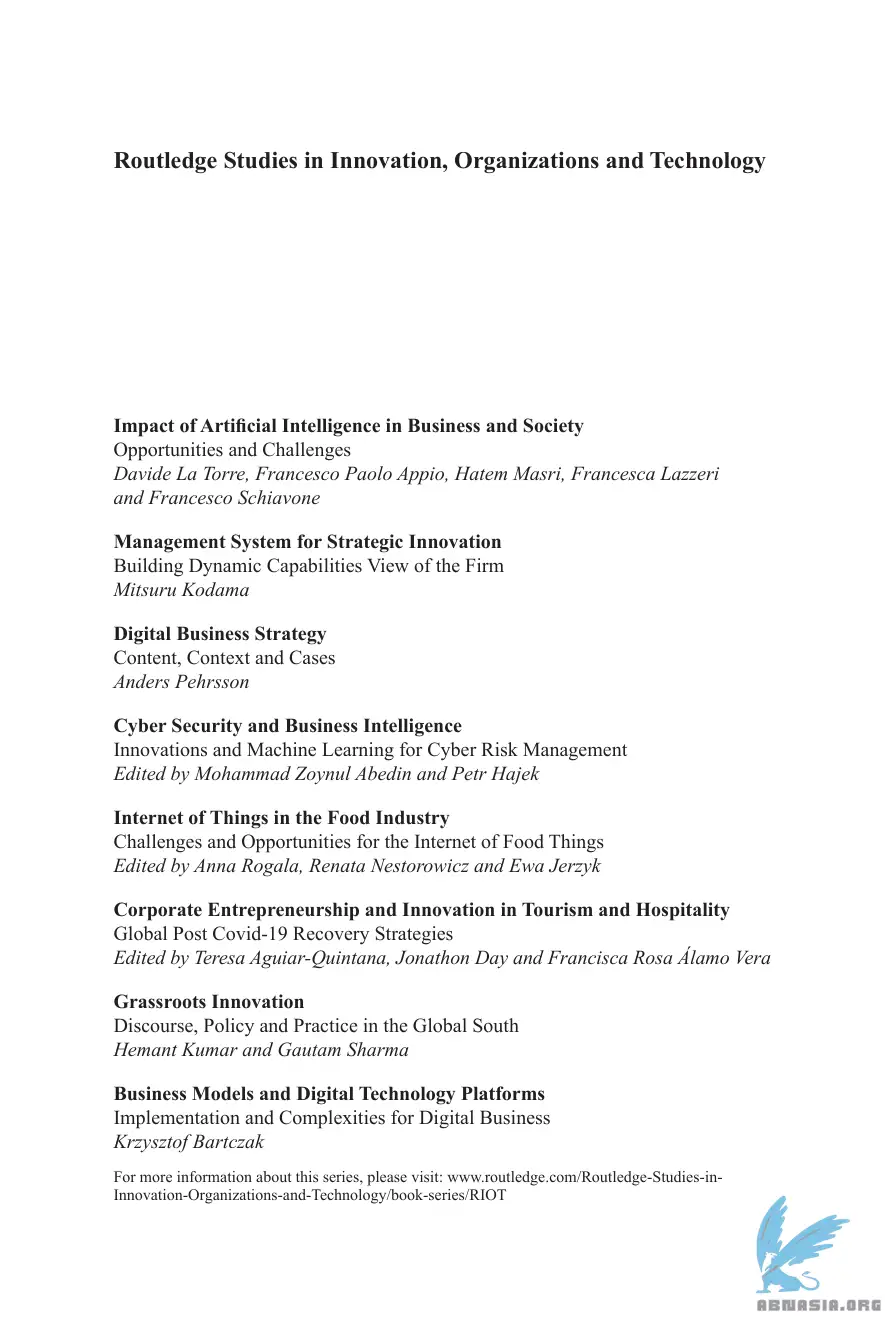 Routledge Studies in Innovation, Organizations and Technology
Impact of Artificial Intelligence in Business and Society
Opportunities and Challenges
Davide La Torre, Francesco Paolo Appio, Hatem Masri, Francesca Lazzeri
and Francesco Schiavone
Management System for Strategic Innovation
Building Dynamic Capabilities View of the Firm
Mitsuru Kodama
Digital Business Strategy
Content, Context and Cases
Anders Pehrsson
Cyber Security and Business Intelligence
Innovations and Machine Learning for Cyber Risk Management
Edited by Mohammad Zoynul Abedin and Petr Hajek
Internet of Things in the Food Industry
Challenges and Opportunities for the Internet of Food Things
Edited by Anna Rogala, Renata Nestorowicz and Ewa Jerzyk
Corporate Entrepreneurship and Innovation in Tourism and Hospitality
Global Post Covid-19 Recovery Strategies
Edited by Teresa Aguiar-Quintana, Jonathon Day and Francisca Rosa Álamo Vera
Grassroots Innovation
Discourse, Policy and Practice in the Global South
Hemant Kumar and Gautam Sharma
Business Models and Digital Technology Platforms
Implementation and Complexities for Digital Business
Krzysztof Bartczak
For more information about this series, please visit: www.routledge.com/Routledge-Studies-in-
Innovation-Organizations-and-Technology/book-series/RIOT
ABNASIA.ORG